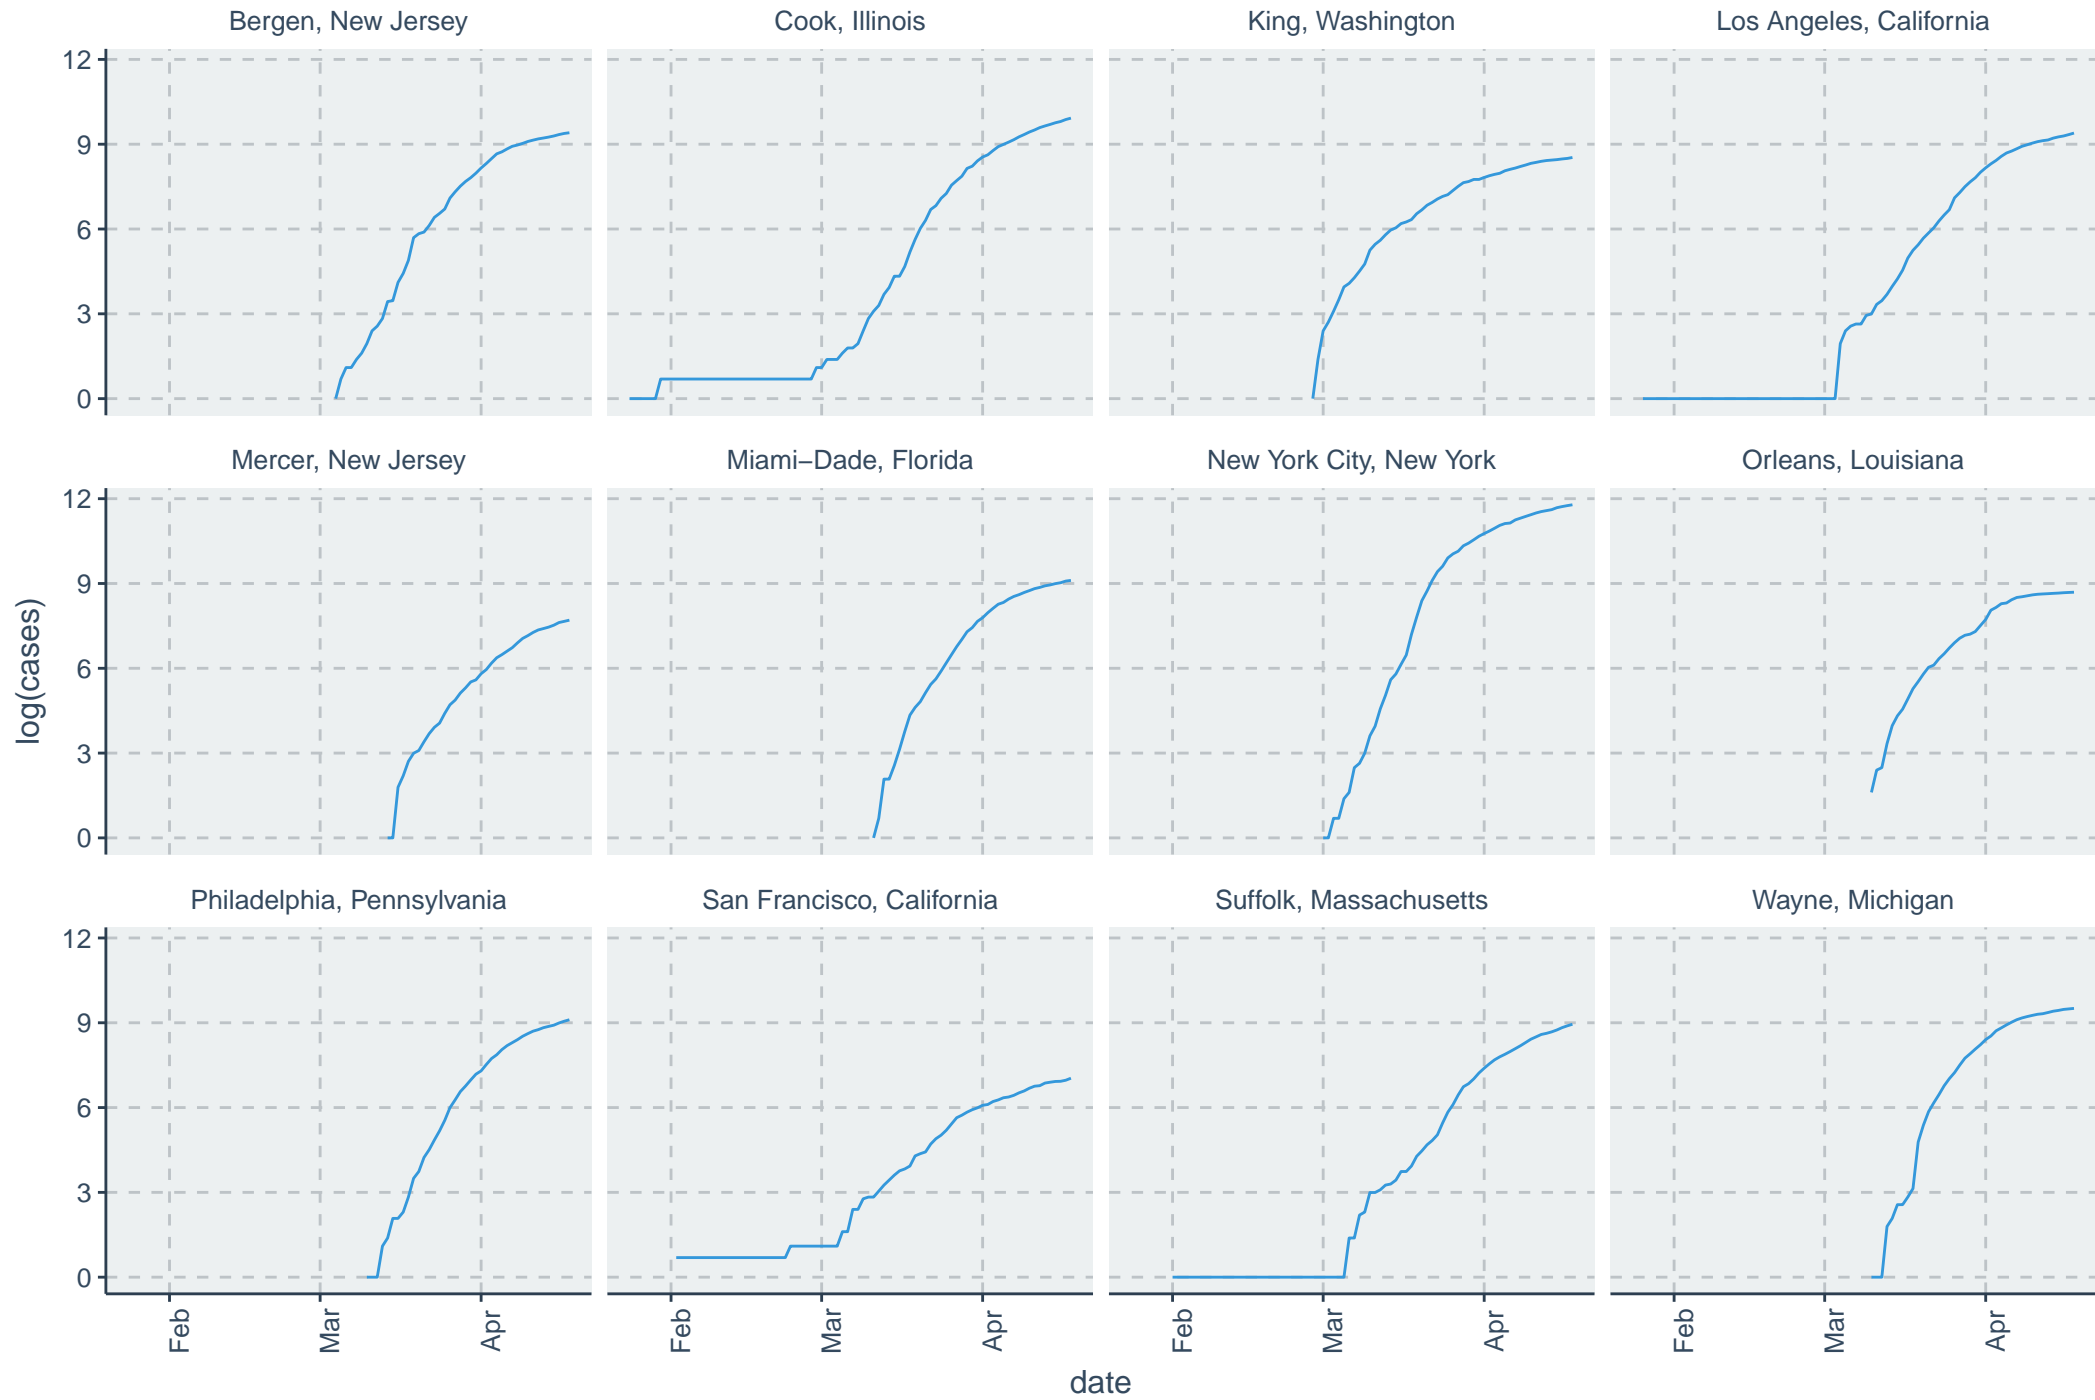 Bergen, New Jersey
Cook, Illinois
King, Washington
Los Angeles, California
12
9
6
3
0
Mercer, New Jersey
Miami−Dade, Florida
New York City, New York
Orleans, Louisiana
12
9
6
3
0
log(cases)
Philadelphia, Pennsylvania
San Francisco, California
Suffolk, Massachusetts
Wayne, Michigan
12
9
6
3
0
Feb
Mar
Apr
Feb
Mar
Apr
Feb
Mar
Apr
Feb
Mar
Apr
date